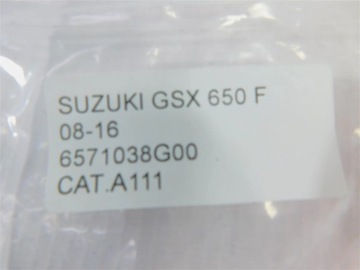 SUZUKI GSX 650 F
08-16
6571038G00
CAT.A111